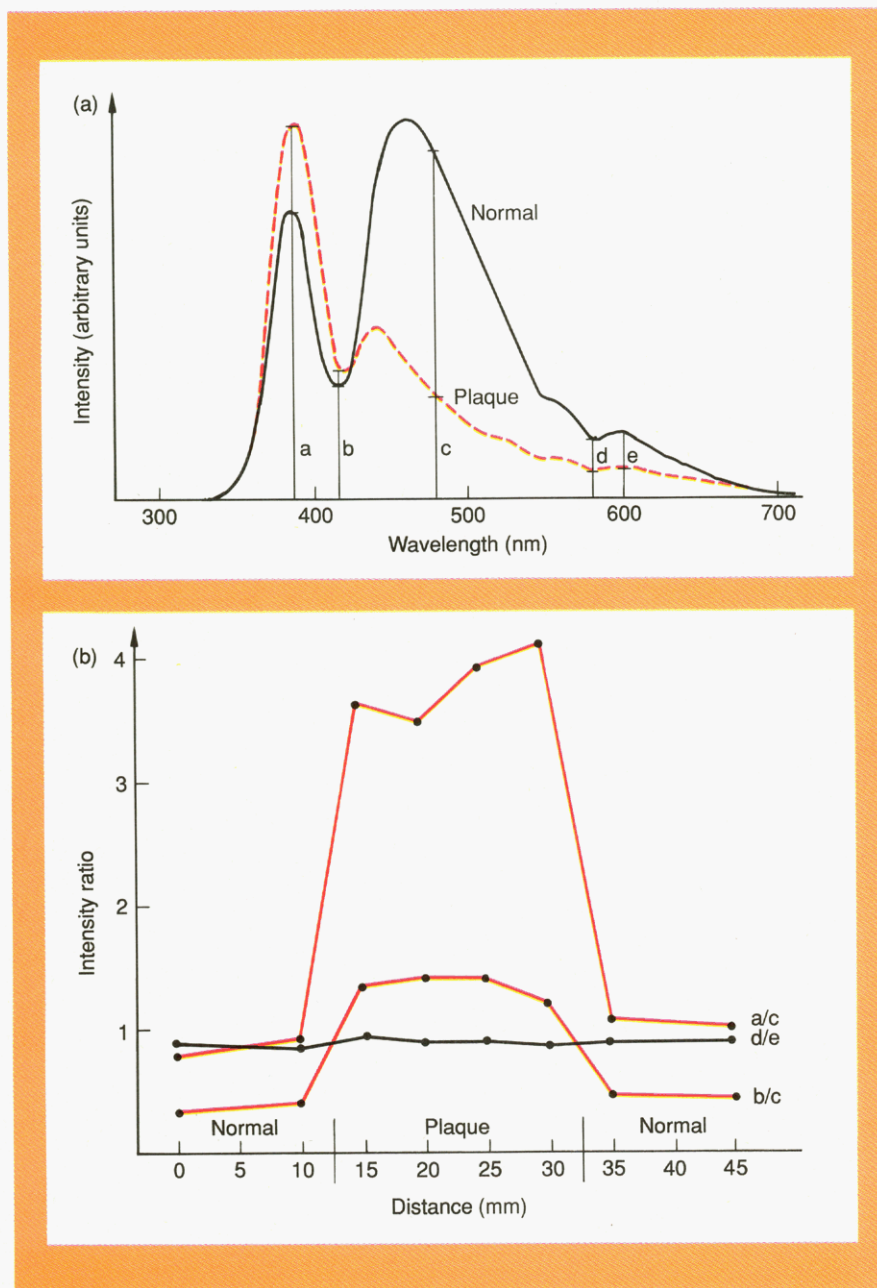 (a)
Intensity (arbitrary units)
Normal
Plaque
a
b
c
d
e
300
400
500
600
700
Wavelength (nm)
(b)
4
3
2
1
Intensity ratio
a/c
d/e
b/c
Normal
Plaque
Normal
0
5
10
15
20
25
30
35
40
45
Distance (mm)